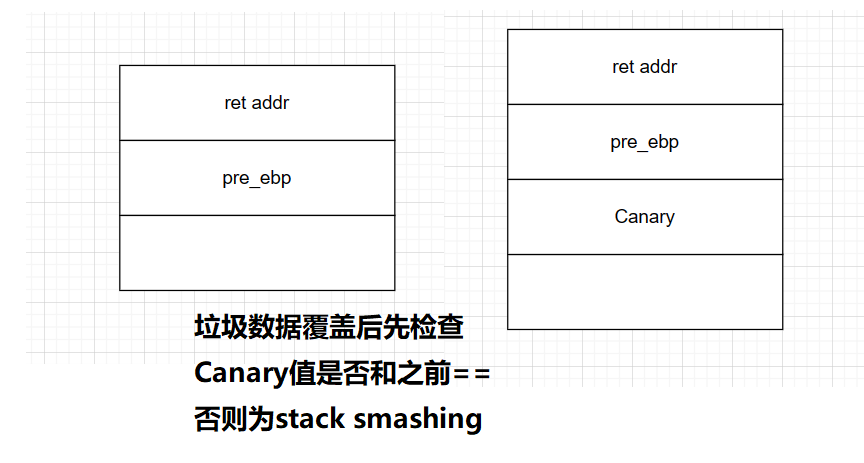 ret addr
pre_ebp
ret addr
pre_ebp
Canary
垃圾数据覆盖后先检查
Canary值是否和之前==
否则为stack smashing